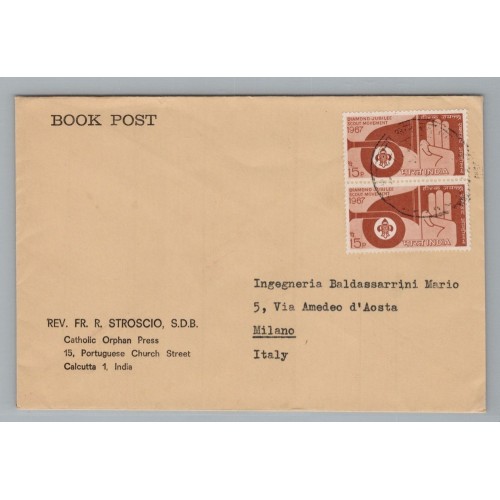 BOOK POST
DIAMOND JUBILEE
SCOUT MOVEMENT
1967
15
भारत INDIA
DIAMOND JUBILEE
SCOUT MOVEMENT
1967
15
भारत INDIA
Ingegneria Baldassarrini Mario
5, Via Amedeo d'Aosta
Milano
Italy
REV. FR. R. STROSCIO, S.D.B.
Catholic Orphan Press
15, Portuguese Church Street
Calcutta 1, India